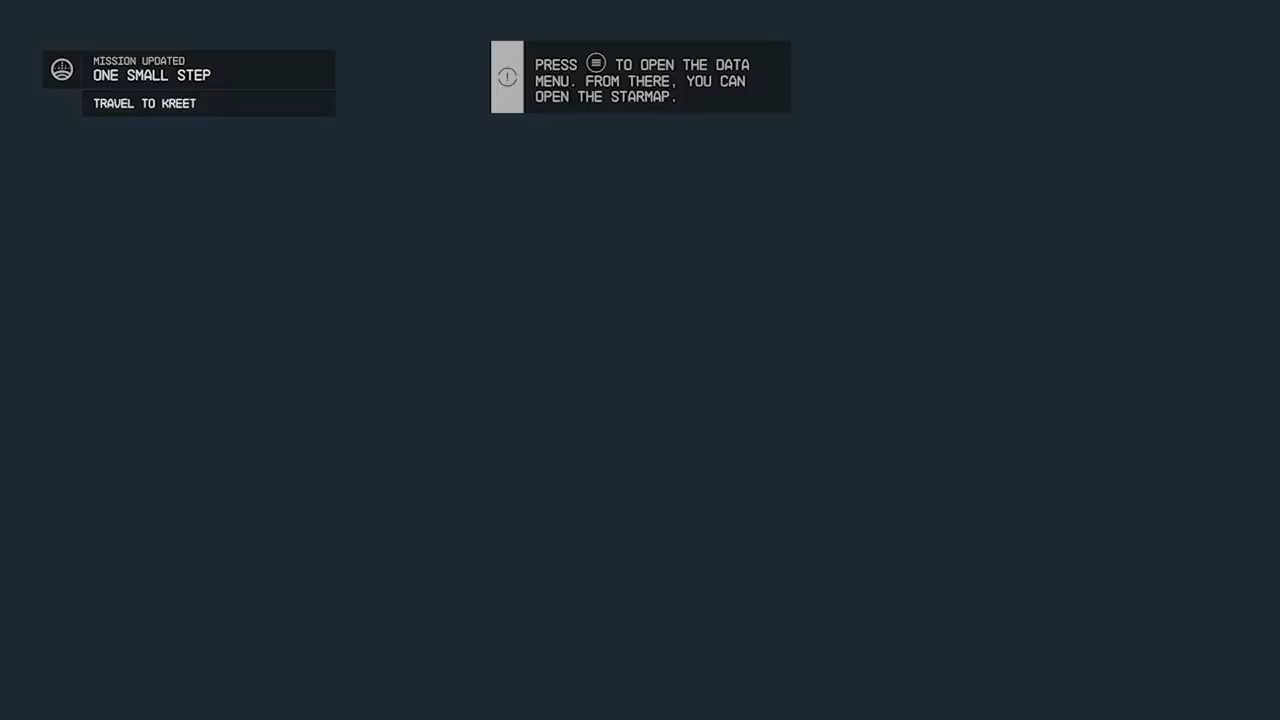 MISSION UPDATED
ONE SMALL STEP
TRAVEL TO KREET
PRESS TO OPEN THE DATA
MENU. FROM THERE, YOU CAN
OPEN THE STARMAP.